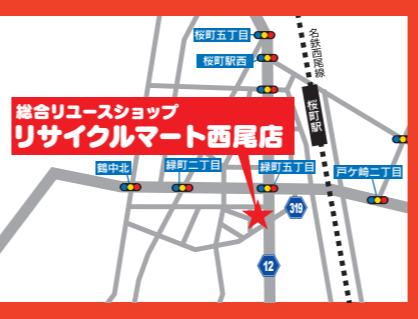 桜町五丁目
桜町駅西
名鉄西尾線
桜町駅
総合リユースショップ
リサイクルマート西尾店
鶴中北
緑町二丁目
緑町五丁目
戸ケ崎二丁目
319
12